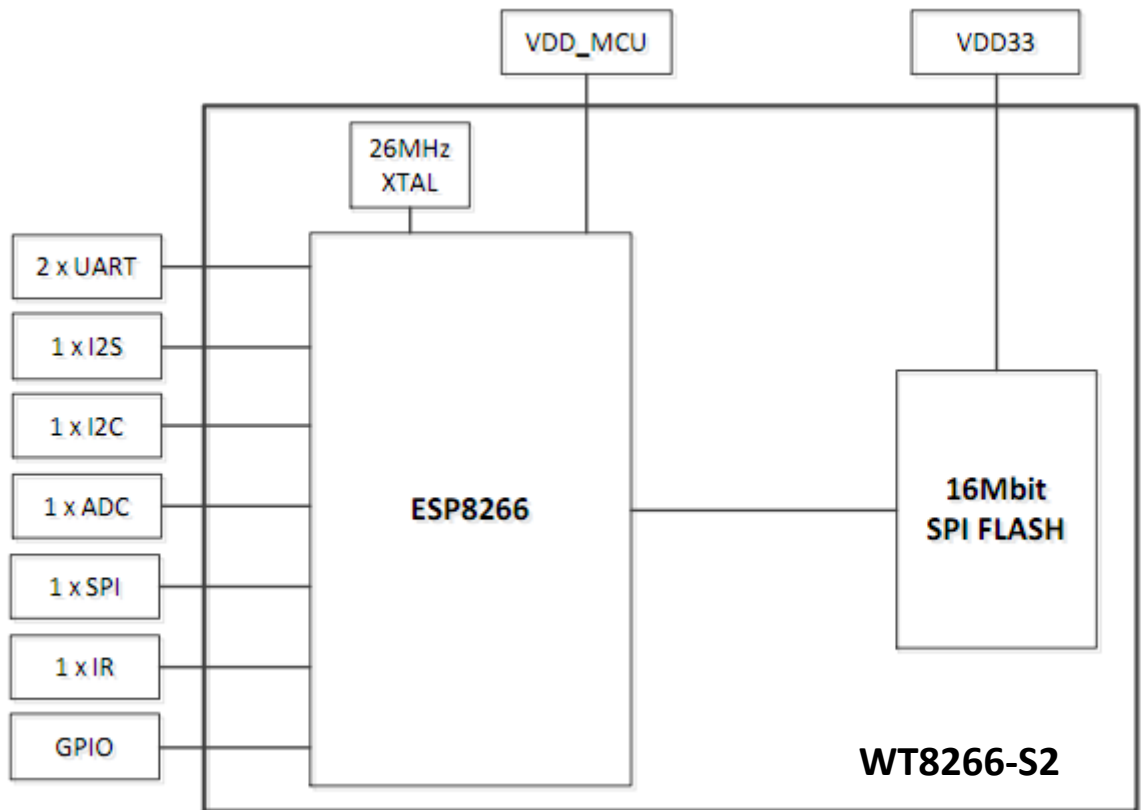 VDD_MCU
VDD33
26MHz
XTAL
2 x UART
1 x I2S
1 x I2C
1 x ADC
1 x SPI
1 x IR
GPIO
ESP8266
16Mbit
SPI FLASH
WT8266-S2